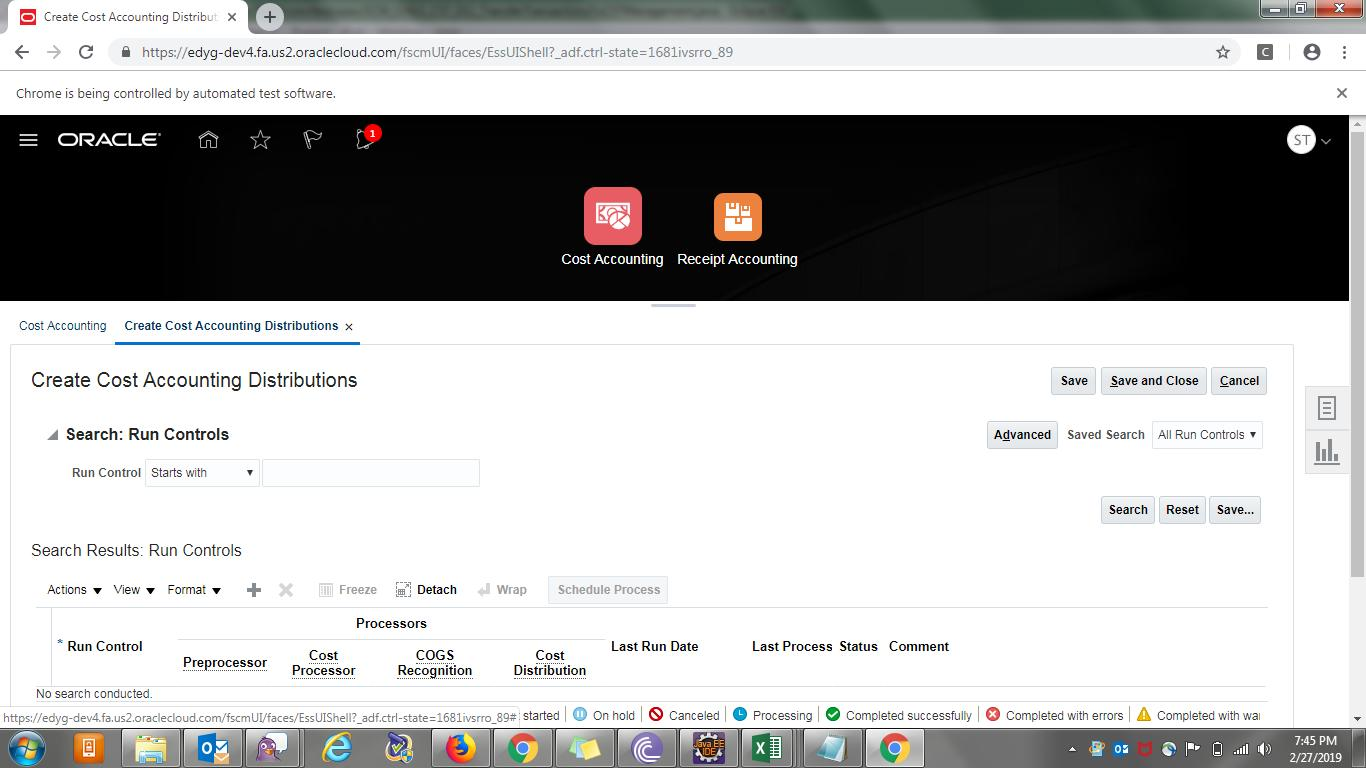 Create Cost Accounting Distribut
https://edyg-dev4.fa.us2.oraclecloud.com/fscmUI/faces/EssUIShell?_adf.ctrl-state=1681ivsrro_89
C
Chrome is being controlled by automated test software.
ORACLE
1
ST
Cost Accounting Receipt Accounting
Cost Accounting Create Cost Accounting Distributions
Create Cost Accounting Distributions
Save Save and Close Cancel
Search: Run Controls
Advanced Saved Search All Run Controls
Run Control Starts with
Search Reset Save...
Search Results: Run Controls
Actions View Format Freeze Detach Wrap Schedule Process
Processors
* Run Control Last Run Date Last Process Status Comment
Preprocessor Cost Processor COGS Recognition Cost Distribution
No search conducted.
https://edyg-dev4.fa.us2.oraclecloud.com/fscmUI/faces/EssUIShell?_adf.ctrl-state=1681ivsrro_89# started On hold Canceled Processing Completed successfully Completed with errors Completed with war
Java EE
IDE
7:45 PM
2/27/2019